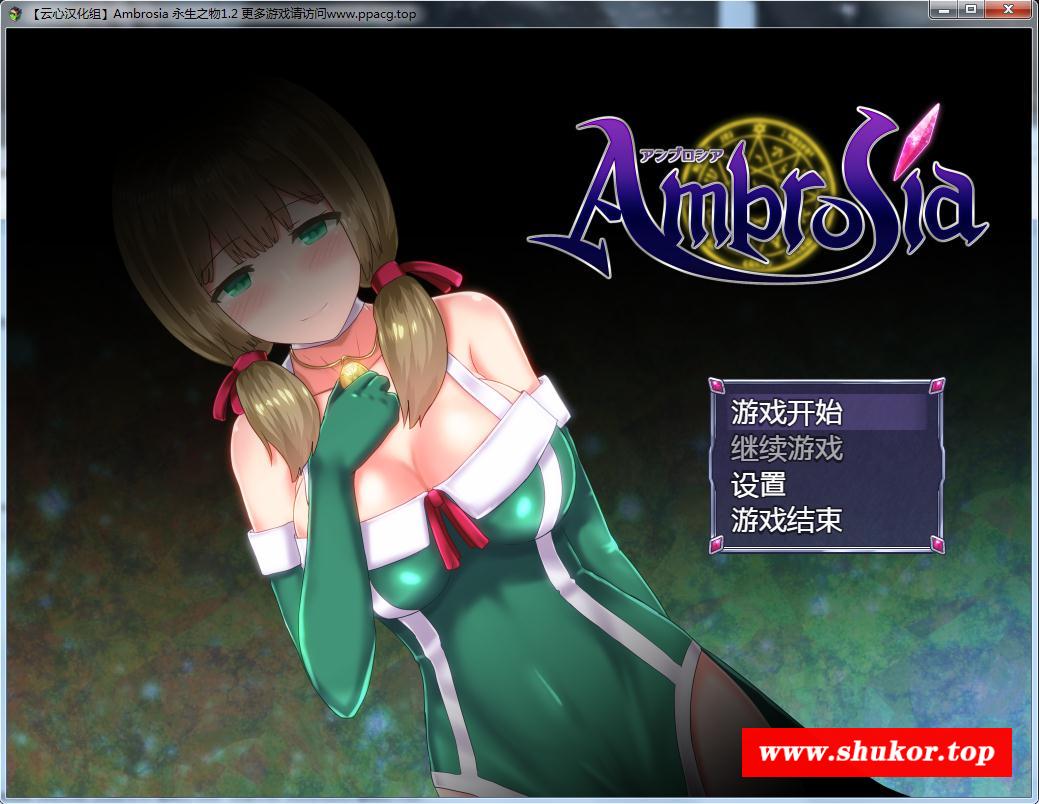 【云心汉化组】Ambrosia 永生之物1.2 更多游戏请访问www.ppacg.top
アンブロシア
Ambrosia
游戏开始
继续游戏
设置
游戏结束
www.shukor.top